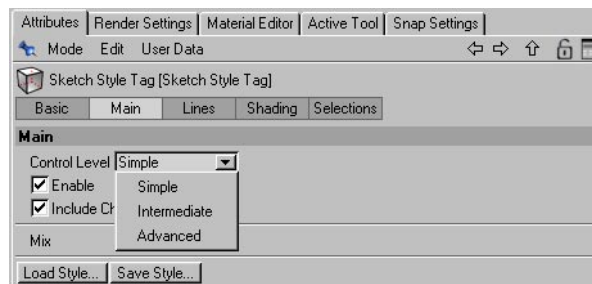 Attributes Render Settings Material Editor Active Tool Snap Settings
Mode Edit User Data
Sketch Style Tag [Sketch Style Tag]
Basic Main Lines Shading Selections
Main
Control Level Simple
Enable Simple
Include Intermediate
Mix Advanced
Load Style... Save Style...